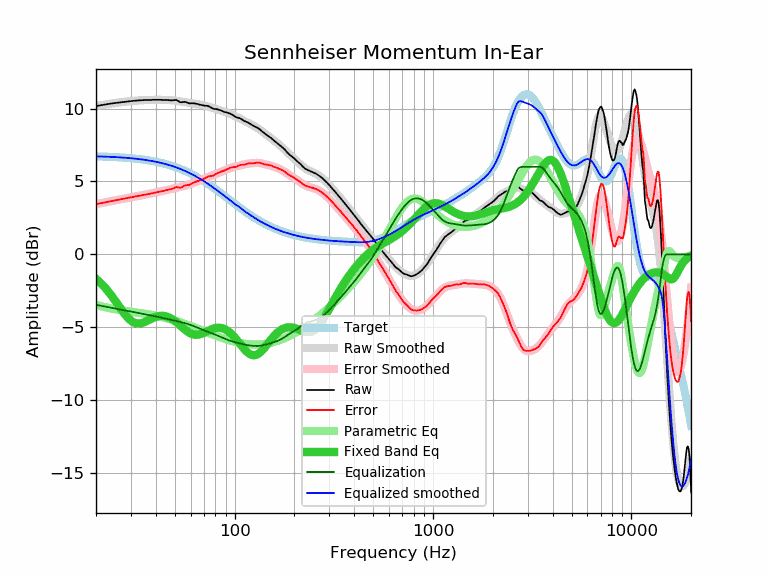 Sennheiser Momentum In-Ear
Amplitude (dBr)
10
5
0
−5
−10
−15
Target
Raw Smoothed
Error Smoothed
Raw
Error
Parametric Eq
Fixed Band Eq
Equalization
Equalized smoothed
100
1000
10000
Frequency (Hz)